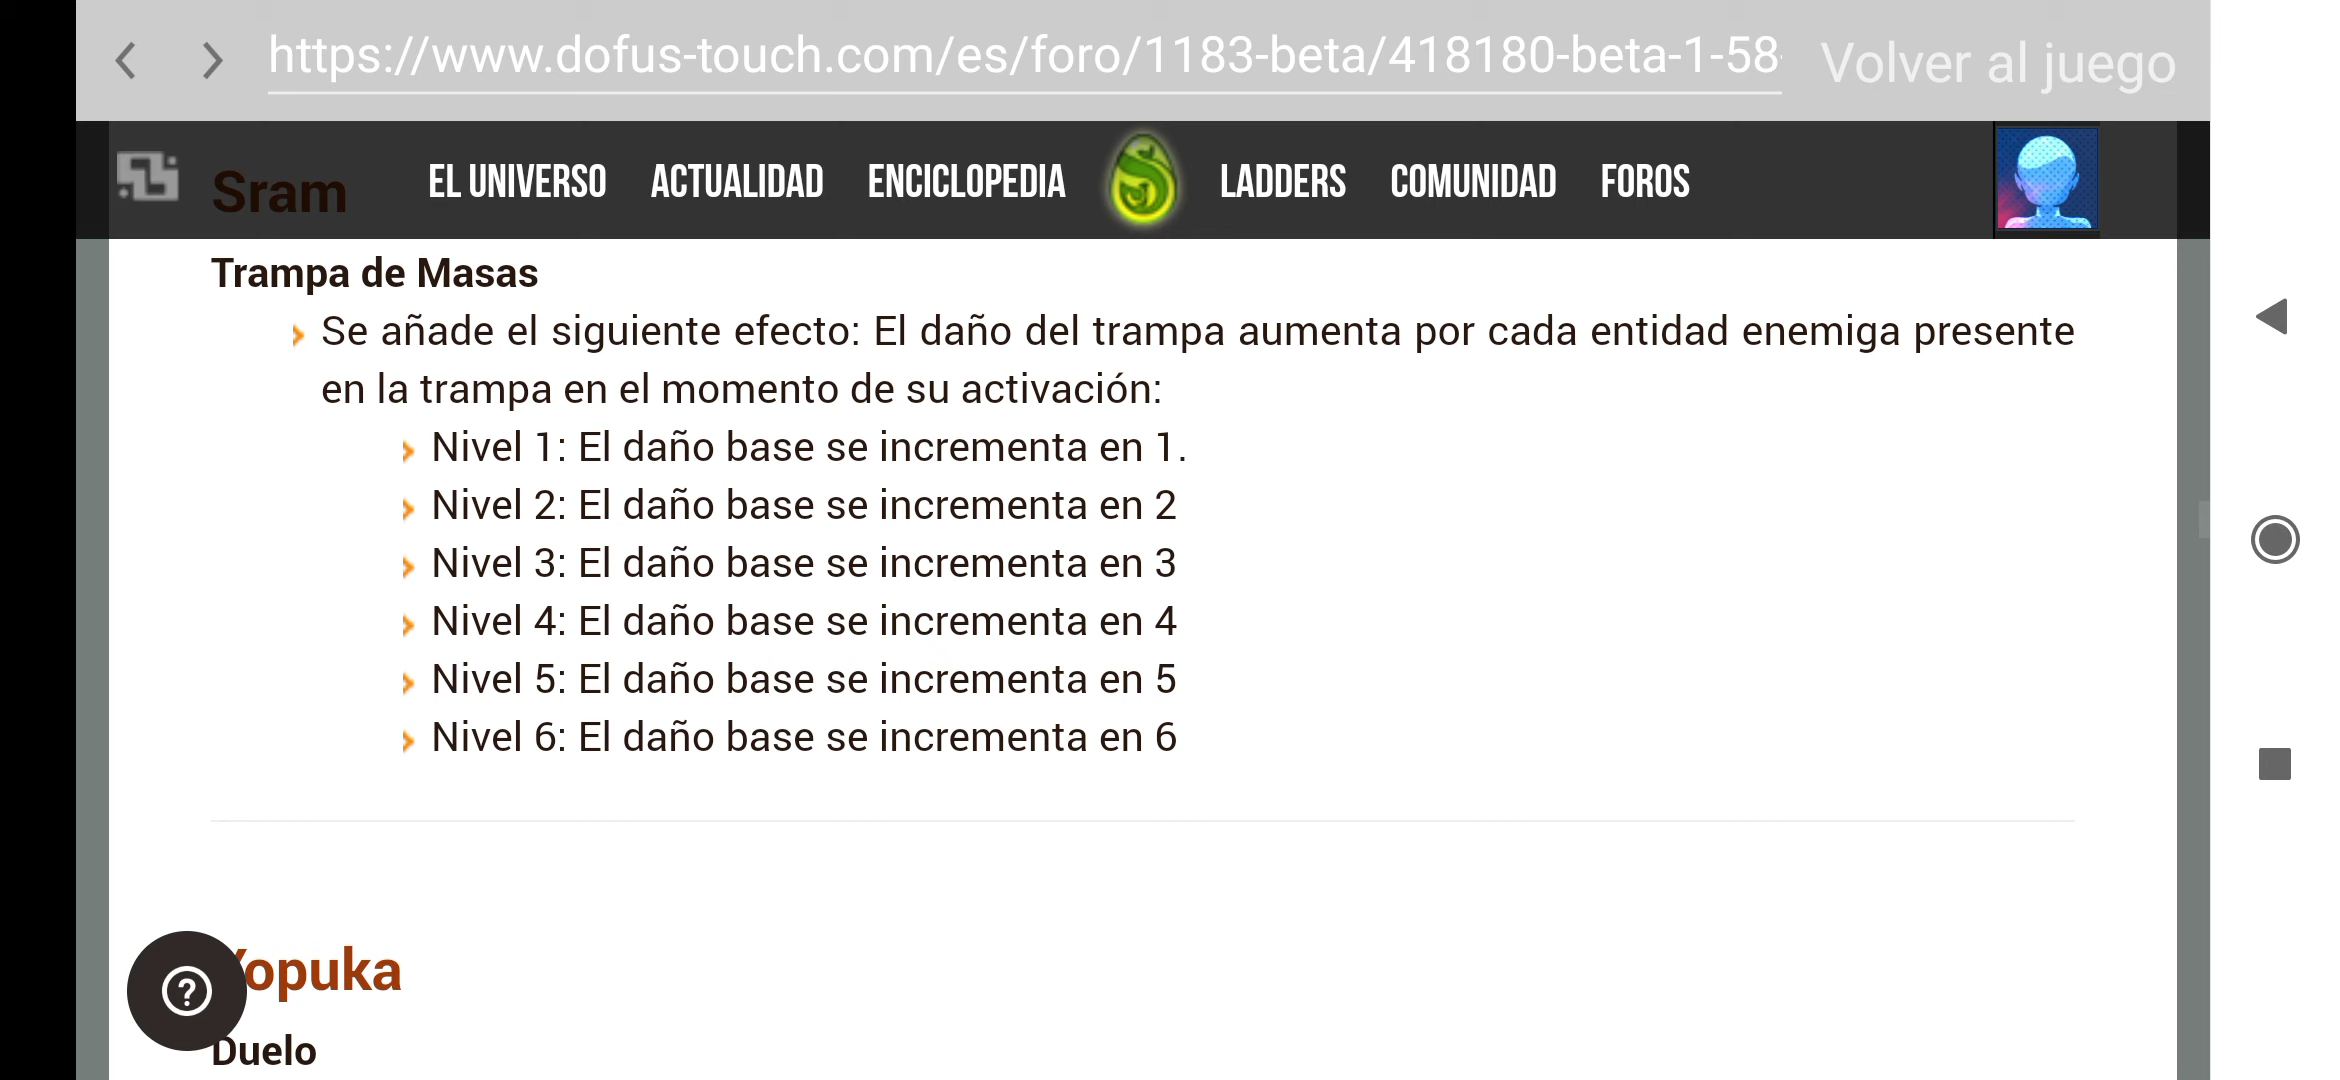 https://www.dofus-touch.com/es/foro/1183-beta/418180-beta-1-58
Volver al juego
Sram
EL UNIVERSO
ACTUALIDAD
ENCICLOPEDIA
LADDERS
COMUNIDAD
FOROS
Trampa de Masas
Se añade el siguiente efecto: El daño del trampa aumenta por cada entidad enemiga presente
en la trampa en el momento de su activación:
Nivel 1: El daño base se incrementa en 1.
Nivel 2: El daño base se incrementa en 2
Nivel 3: El daño base se incrementa en 3
Nivel 4: El daño base se incrementa en 4
Nivel 5: El daño base se incrementa en 5
Nivel 6: El daño base se incrementa en 6
Yopuka
?
Duelo